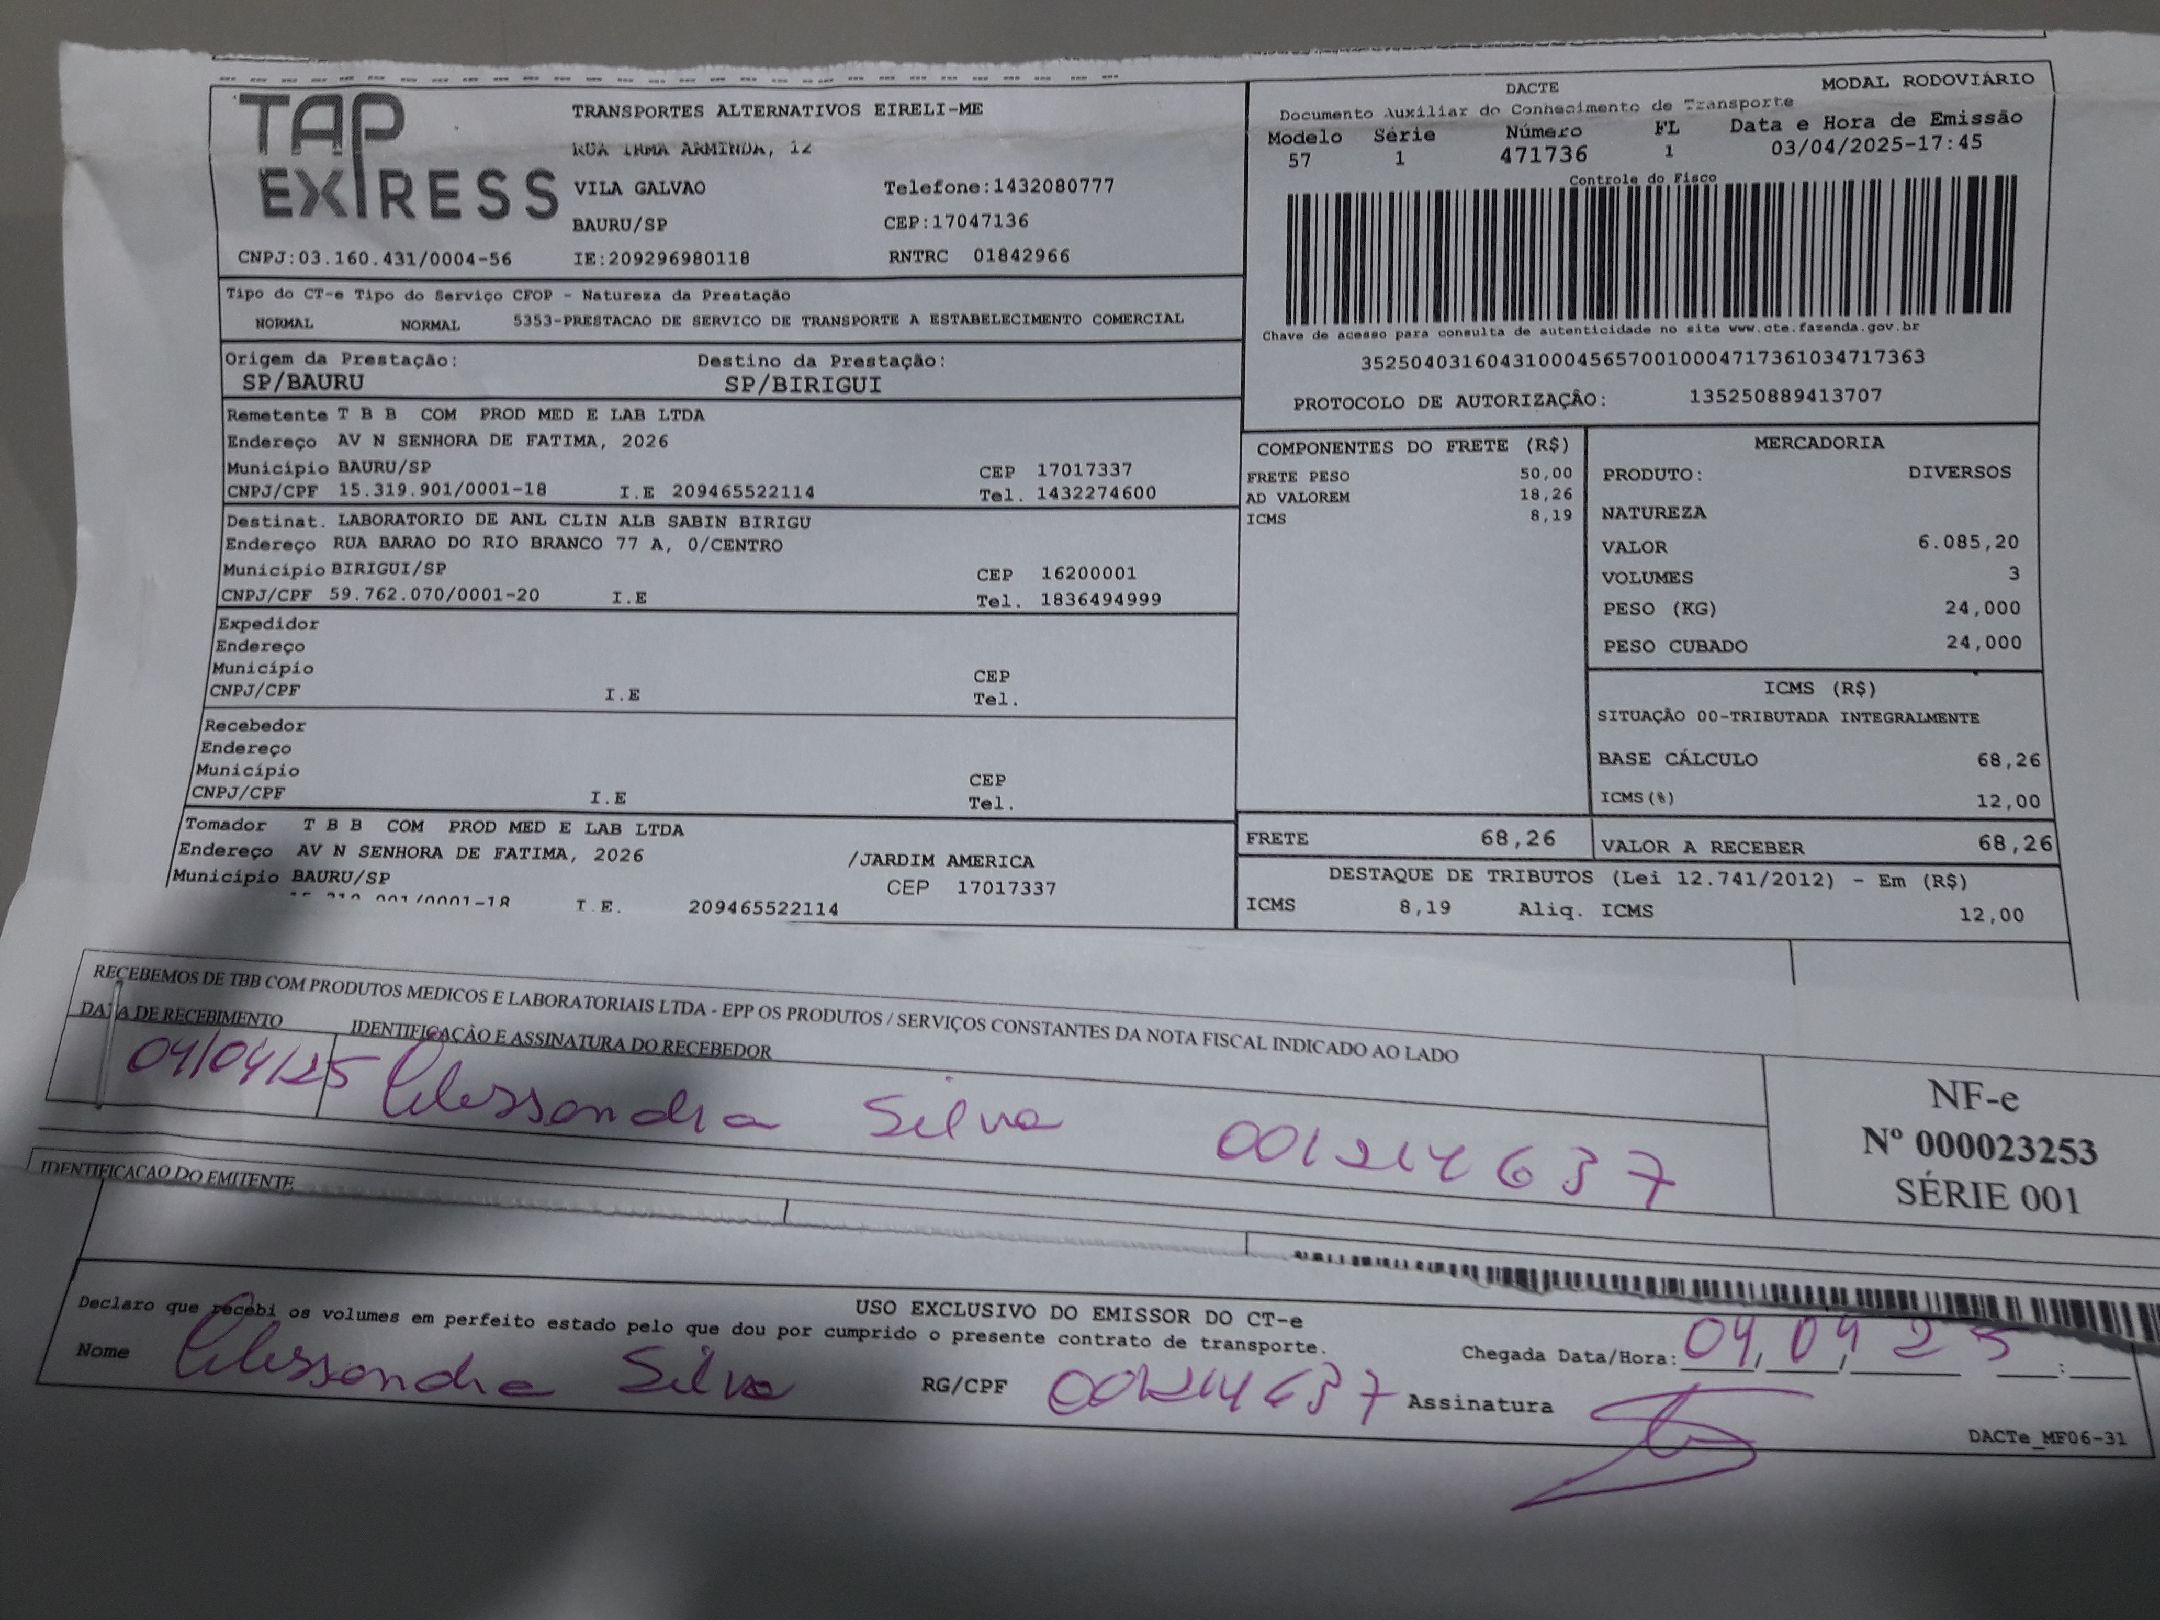 TAP EXPRESS
TRANSPORTES ALTERNATIVOS EIRELI-ME
RUA IRMA ARMINDA, 12
VILA GALVAO Telefone:1432080777
BAURU/SP CEP:17047136
CNPJ:03.160.431/0004-56 IE:209296980118 RNTRC 01842966
DACTE MODAL RODOVIÁRIO
Documento Auxiliar do Conhecimento de Transporte
Modelo Série Número FL Data e Hora de Emissão
57 1 471736 1 03/04/2025-17:45
Controle do Fisco
Chave de acesso para consulta de autenticidade no site www.cte.fazenda.gov.br
35250403160431000456570010004717361034717363
PROTOCOLO DE AUTORIZAÇÃO: 135250889413707
Tipo do CT-e Tipo do Serviço CFOP - Natureza da Prestação
NORMAL NORMAL 5353-PRESTACAO DE SERVICO DE TRANSPORTE A ESTABELECIMENTO COMERCIAL
Origem da Prestação: Destino da Prestação:
SP/BAURU SP/BIRIGUI
Remetente T B B COM PROD MED E LAB LTDA
Endereço AV N SENHORA DE FATIMA, 2026
Município BAURU/SP CEP 17017337
CNPJ/CPF 15.319.901/0001-18 I.E 209465522114 Tel. 1432274600
Destinat. LABORATORIO DE ANL CLIN ALB SABIN BIRIGU
Endereço RUA BARAO DO RIO BRANCO 77 A, 0/CENTRO
Município BIRIGUI/SP CEP 16200001
CNPJ/CPF 59.762.070/0001-20 I.E Tel. 1836494999
Expedidor
Endereço
Município CEP
CNPJ/CPF I.E Tel.
Recebedor
Endereço
Município CEP
CNPJ/CPF I.E Tel.
Tomador T B B COM PROD MED E LAB LTDA
Endereço AV N SENHORA DE FATIMA, 2026 /JARDIM AMERICA
Município BAURU/SP CEP 17017337
I.E. 209465522114
COMPONENTES DO FRETE (R$)
FRETE PESO 50,00
AD VALOREM 18,26
ICMS 8,19
MERCADORIA
PRODUTO: DIVERSOS
NATUREZA
VALOR 6.085,20
VOLUMES 3
PESO (KG) 24,000
PESO CUBADO 24,000
ICMS (R$)
SITUAÇÃO 00-TRIBUTADA INTEGRALMENTE
BASE CÁLCULO 68,26
ICMS(%) 12,00
FRETE 68,26 VALOR A RECEBER 68,26
DESTAQUE DE TRIBUTOS (Lei 12.741/2012) - Em (R$)
ICMS 8,19 Aliq. ICMS 12,00
RECEBEMOS DE TBB COM PRODUTOS MEDICOS E LABORATORIAIS LTDA - EPP OS PRODUTOS / SERVIÇOS CONSTANTES DA NOTA FISCAL INDICADO AO LADO
DATA DE RECEBIMENTO IDENTIFICAÇÃO E ASSINATURA DO RECEBEDOR
04/04/25 Alessandra Silva 001214637
NF-e
Nº 000023253
SÉRIE 001
IDENTIFICACAO DO EMITENTE
USO EXCLUSIVO DO EMISSOR DO CT-e
Declaro que recebi os volumes em perfeito estado pelo que dou por cumprido o presente contrato de transporte.
Nome Alessandra Silva RG/CPF 001214637 Assinatura
Chegada Data/Hora: 04/04/25 :
DACTe_MF06-31